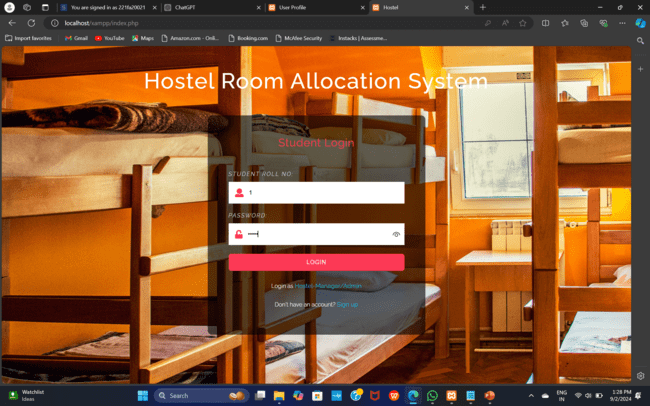 You are signed in as 221fa20021
ChatGPT
User Profile
Hostel
localhost/xampp/index.php
Import favorites
Gmail
YouTube
Maps
Amazon.com - Onli...
Booking.com
McAfee Security
Instacks | Assessme...
Hostel Room Allocation System
Student Login
STUDENT ROLL NO
1
PASSWORD
LOGIN
Login as Hostel-Manager/Admin
Don't have an account? Sign up
Watchlist
Ideas
Search
ENG
IN
1:28 PM
9/2/2024